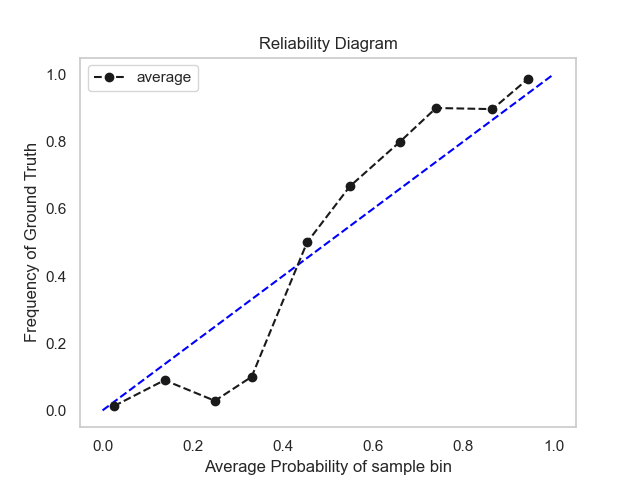 Reliability Diagram
average
Frequency of Ground Truth
1.0
0.8
0.6
0.4
0.2
0.0
0.0 0.2 0.4 0.6 0.8 1.0
Average Probability of sample bin